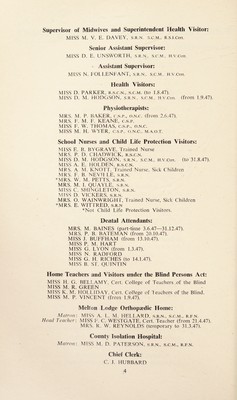 Supervisor of Midwives and Superintendent Health Visitor:
MISS M. V. E. DAVEY, S.R.N. S.C.M., R.S.I.Cert.
Senior Assistant Supervisor:
MISS D. E. UNSWORTH, S.R.N., S.C.M., H.V.Cert.
Assistant Supervisor:
MISS N. FOLLENFANT, S.R.N., S.C.M., H.V.Cert.
Health Visitors:
MISS D. PARKER, R.S.C.N., S.C.M. (to 1.8.47).
MISS D. M. HODGSON, S.R.N., S.C.M., H.V.Cert. (from 1.9.47).
Physiotherapists:
MRS. M. P. BAKER, C.S.P., O.N.C. (from 2.6.47).
MRS. F. M. F. KEANE, C.S.P.
MISS F. W. THOMAS, C.S.P., O.N.C.
MISS M. H. WYER, C.S.P., O.N.C., M.A.O.T.
School Nurses and Child Life Protection Visitors:
MISS E. B. BYGRAVE, Trained Nurse
MRS. P. D. CHADWICK, R.S.C.N.
MISS D. M. HODGSON, S.R.N., S.C.M., H.V.Cert. (to 31.8.47)
MISS A. E. HOLDEN, R.S.C.N.
MRS. A. M. KNOTT, Trained Nurse, Sick Children
MRS. F. B. NEVILLE, S.R.N.
*MRS. W. M. PETTS, S.R.N.
MRS. M. I. QUAYLE, S.R.N.
MISS C. SHINGLETON, S.R.N.
MISS D. VICKERS, S.R.N.
MRS. O. WAINWRIGHT, Trained Nurse, Sick Children
*MRS. E. WITTRED, S.R.N.
*Not Child Life Protection Visitors.
Dental Attendants:
MRS. M. BAINES (part-time 3.6.47—31.12.47).
MRS. P. R. BATEMAN (from 20.10.47)
MISS J. BUFFHAM (from 13.10.47).
MISS P. M. HART
MISS G. LYON (from 1.3.47).
MISS N. RADFORD
MISS G. H. RICHES (to 14.1.47).
MISS B. ST. QUINTIN
Home Teachers and Visitors under the Blind Persons Act:
MISS H. G. BELLAMY, Cert. College of Teachers of the Blind
MISS M. R. GREEN
MISS K. M. HOLLIDAY, Cert. College of Teachers of the Blind.
MISS M. P. VINCENT (from 1.9.47).
Melton Lodge Orthopædic Home:
Matron: MISS A. L. M. HELLARD, S.R.N., S.C.M., R.F.N.
Head Teacher: MISS F. C. WESTGATE, Cert. Teacher (from 21.4.47).
MRS. R. W. REYNOLDS (temporary to 31.3.47).
County Isolation Hospital:
Matron: MISS M. D. PATERSON, S.R.N., S.C.M., R.F.N.
Chief Clerk:
C. J. HUBBARD
4